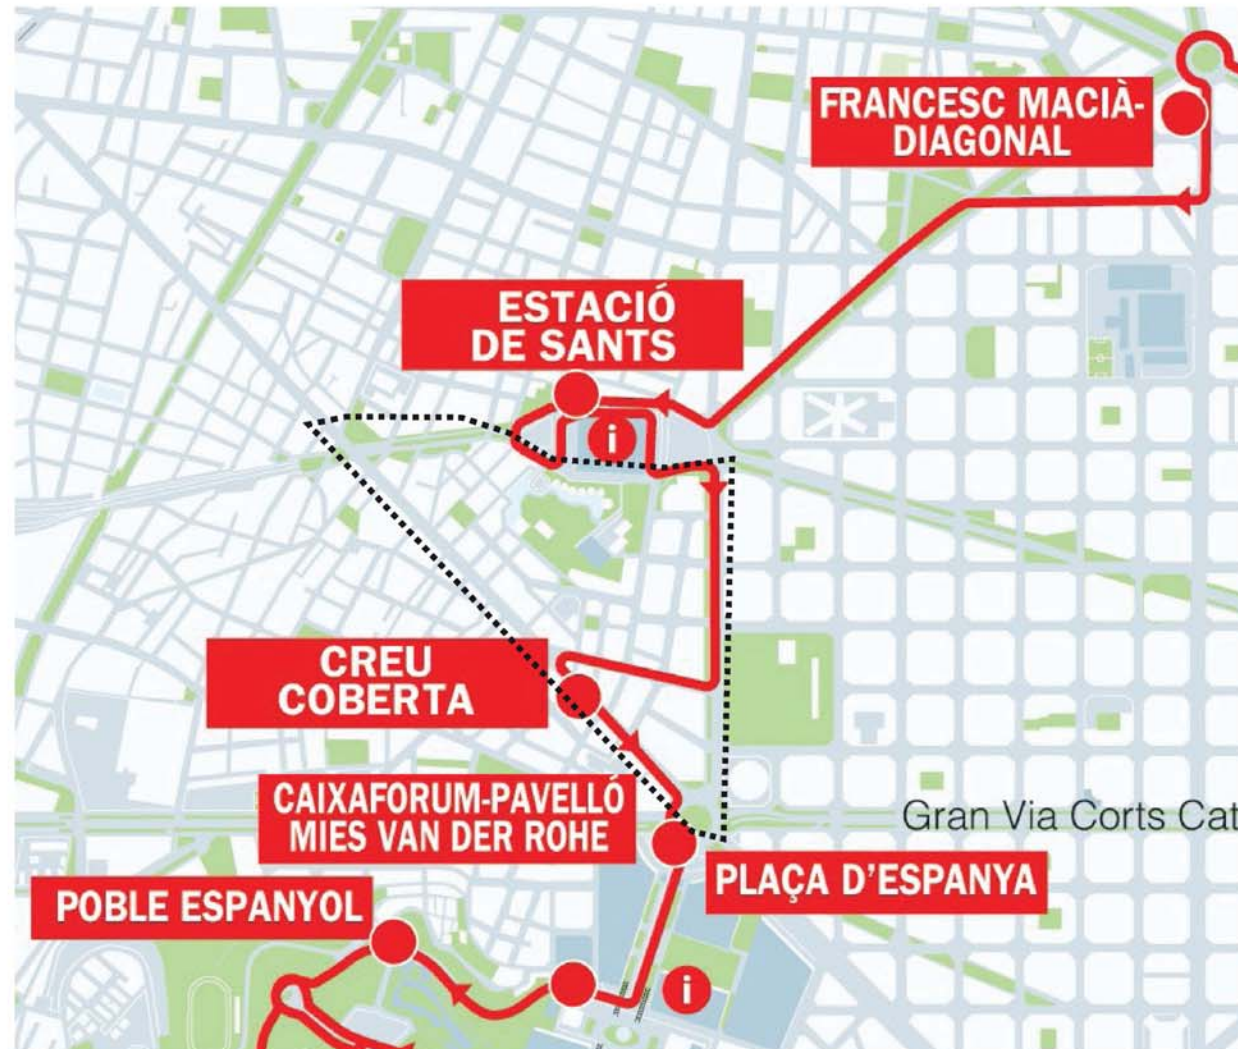 FRANCESC MACIÀ-
DIAGONAL
ESTACIÓ
DE SANTS
i
CREU
COBERTA
CAIXAFORUM-PAVELLÓ
MIES VAN DER ROHE
Gran Via Corts Cat
PLAÇA D'ESPANYA
POBLE ESPANYOL
i